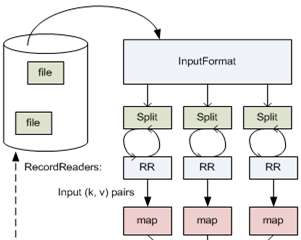 file
InputFormat
file
Split Split Split
RecordReaders:
RR RR RR
Input (k, v) pairs
map map map